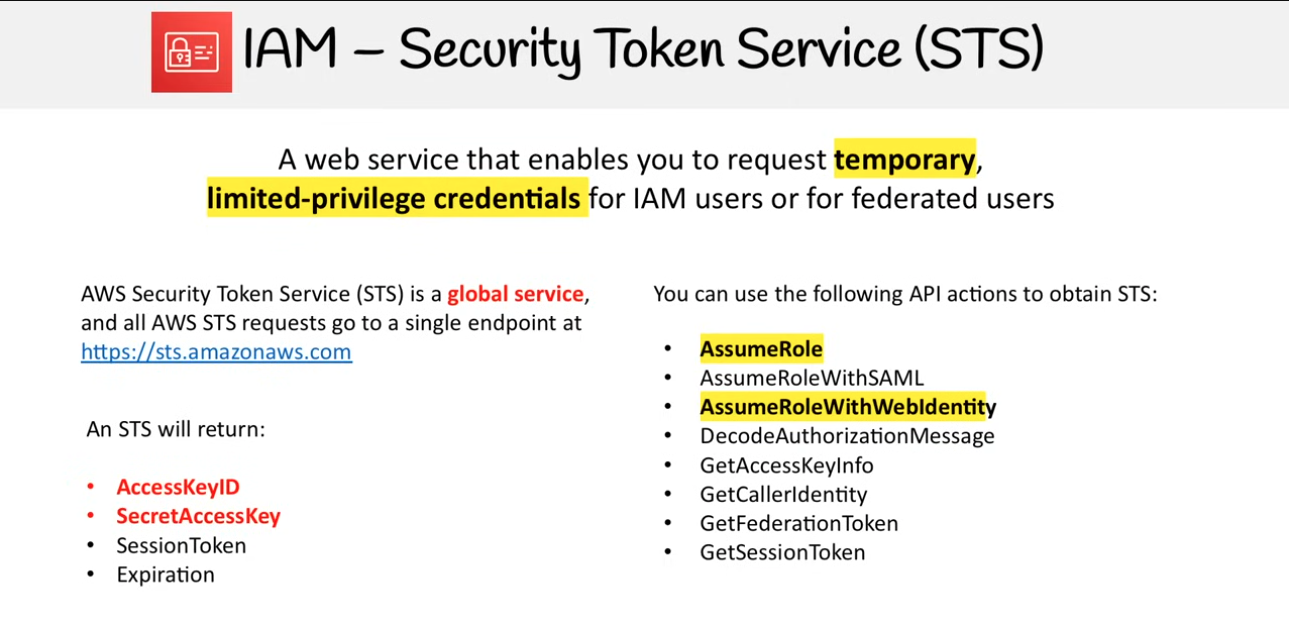 IAM – Security Token Service (STS)
A web service that enables you to request temporary,
limited-privilege credentials for IAM users or for federated users
AWS Security Token Service (STS) is a global service,
and all AWS STS requests go to a single endpoint at
https://sts.amazonaws.com
An STS will return:
• AccessKeyID
• SecretAccessKey
• SessionToken
• Expiration
You can use the following API actions to obtain STS:
• AssumeRole
• AssumeRoleWithSAML
• AssumeRoleWithWebIdentity
• DecodeAuthorizationMessage
• GetAccessKeyInfo
• GetCallerIdentity
• GetFederationToken
• GetSessionToken